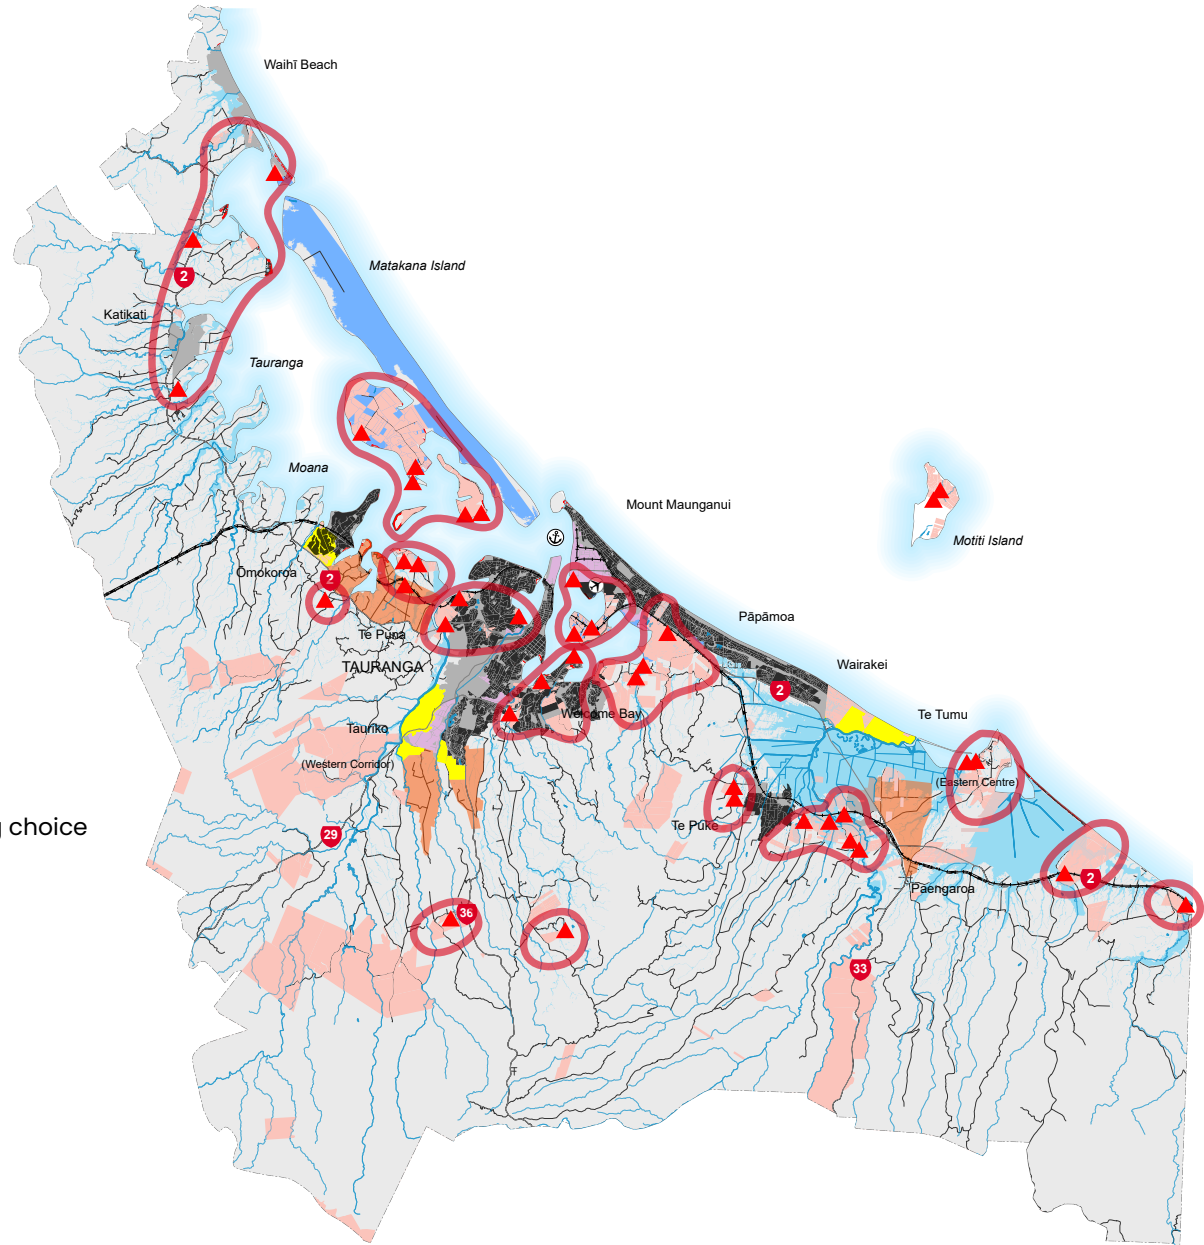 Waihī Beach
Matakana Island
2
Katikati
Tauranga
Moana
Mount Maunganui
Motiti Island
Ōmokoroa
2
Te Puna
Pāpāmoa
TAURANGA
Wairakei
2
Welcome Bay
Te Tumu
Tauriko
(Western Corridor)
(Eastern Centre)
g choice
29
Te Puke
2
Paengaroa
36
33